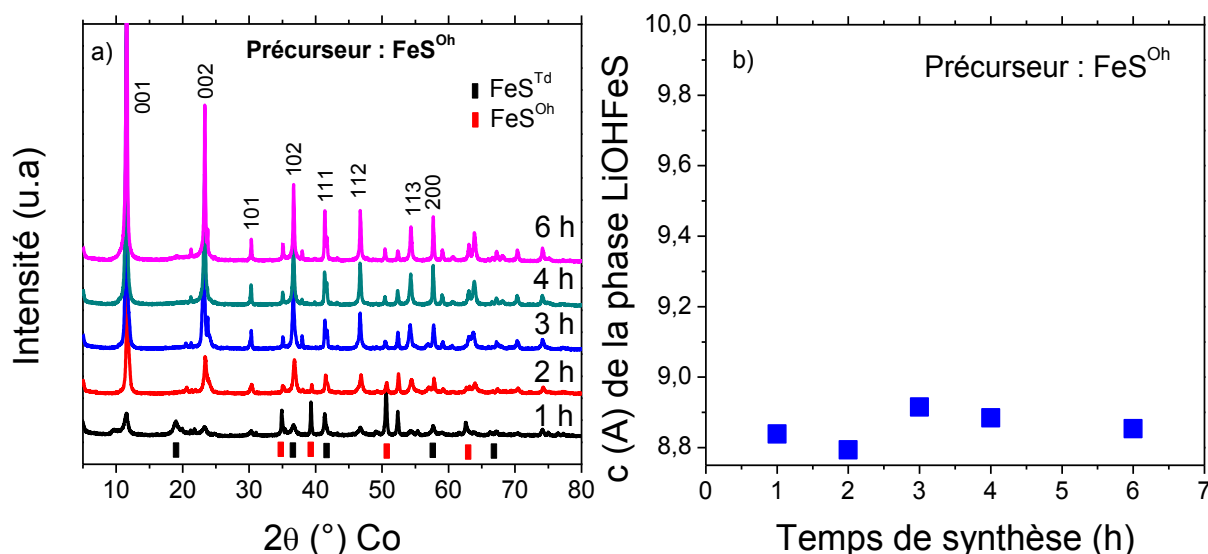 a)
Précurseur : FeS^Oh
FeS^Td
FeS^Oh
001
002
101
102
111
112
113
200
6 h
4 h
3 h
2 h
1 h
Intensité (u.a)
10 20 30 40 50 60 70 80
2θ (°) Co
b)
Précurseur : FeS^Oh
10,0
9,8
9,6
9,4
9,2
9,0
8,8
c (A) de la phase LiOHFeS
0 1 2 3 4 5 6 7
Temps de synthèse (h)